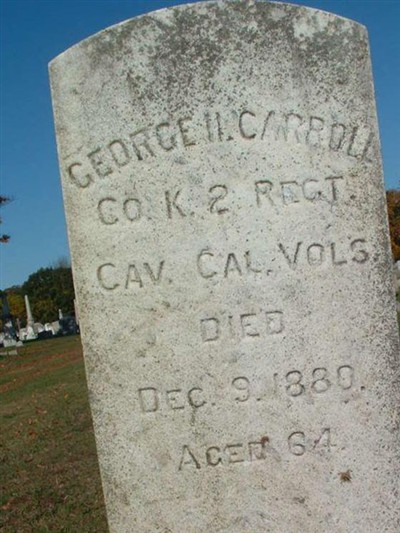 GEORGE H. CARROLL
CO. K. 2 REGT.
CAV. CAL. VOLS.
DIED
DEC. 9. 1880.
AGED 64.